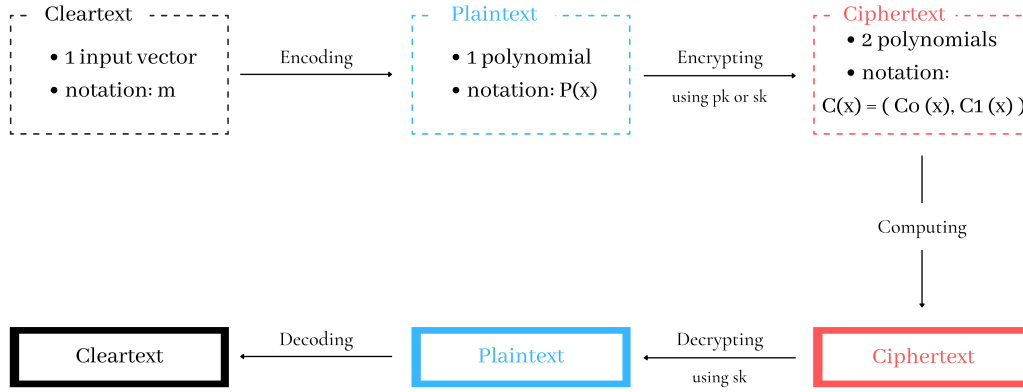 Cleartext
• 1 input vector
• notation: m
Encoding
Plaintext
• 1 polynomial
• notation: P(x)
Encrypting
using pk or sk
Ciphertext
• 2 polynomials
• notation:
C(x) = ( Co (x), C1 (x) )
Computing
Ciphertext
Decrypting
using sk
Plaintext
Decoding
Cleartext